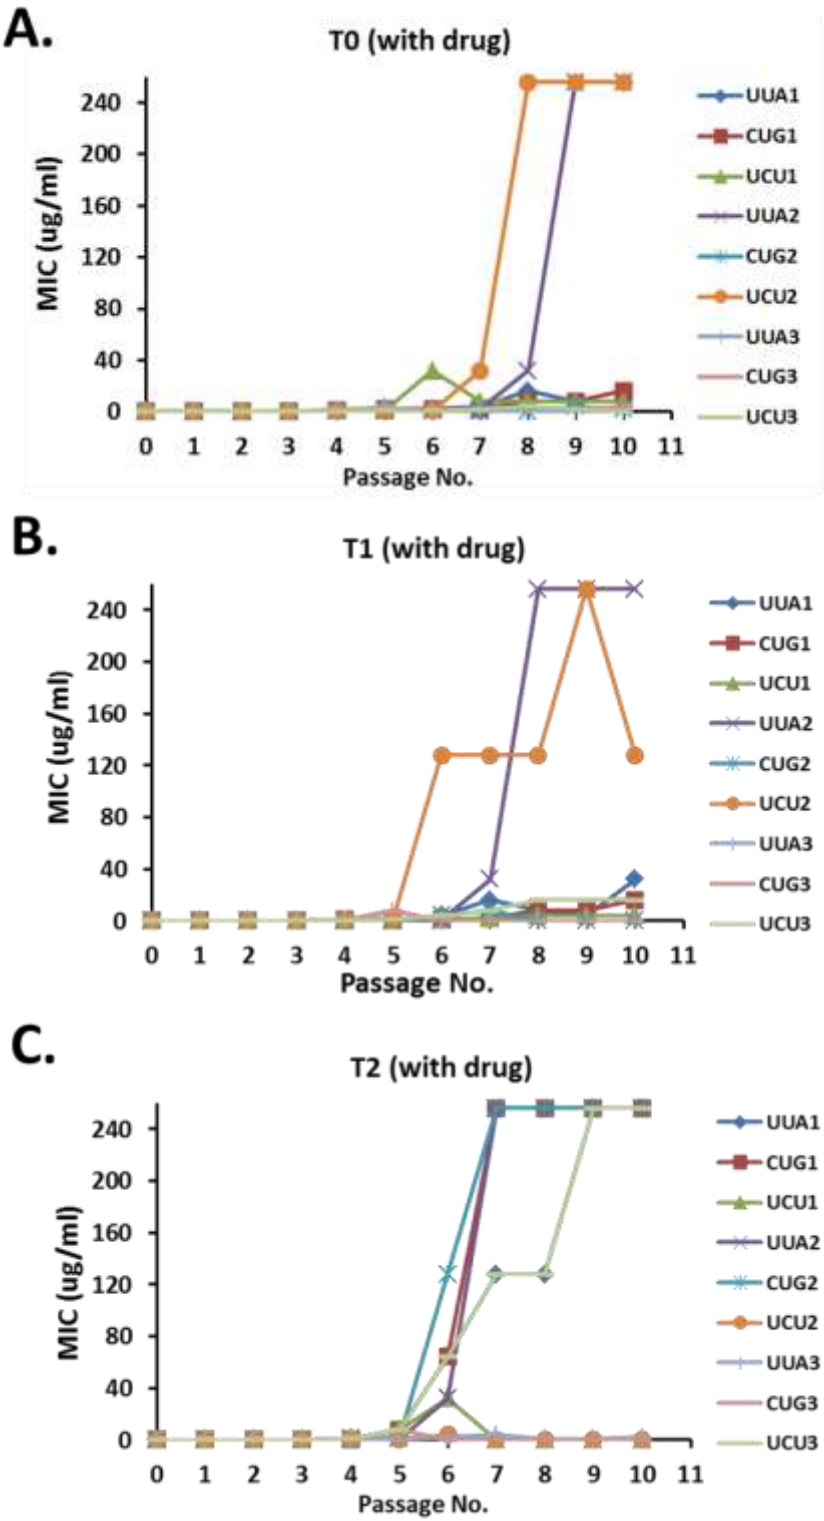 A.
T0 (with drug)
MIC (ug/ml)
240
200
160
120
80
40
0
0 1 2 3 4 5 6 7 8 9 10 11
Passage No.
UUA1
CUG1
UCU1
UUA2
CUG2
UCU2
UUA3
CUG3
UCU3
B.
T1 (with drug)
MIC (ug/ml)
240
200
160
120
80
40
0
0 1 2 3 4 5 6 7 8 9 10 11
Passage No.
UUA1
CUG1
UCU1
UUA2
CUG2
UCU2
UUA3
CUG3
UCU3
C.
T2 (with drug)
MIC (ug/ml)
240
200
160
120
80
40
0
0 1 2 3 4 5 6 7 8 9 10 11
Passage No.
UUA1
CUG1
UCU1
UUA2
CUG2
UCU2
UUA3
CUG3
UCU3